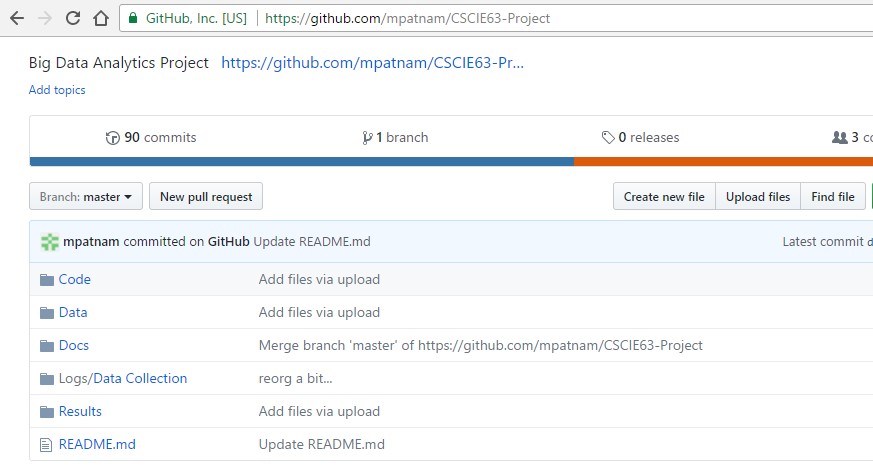 GitHub, Inc. [US] https://github.com/mpatnam/CSCIE63-Project
Big Data Analytics Project https://github.com/mpatnam/CSCIE63-Pr...
Add topics
90 commits 1 branch 0 releases 3
Branch: master New pull request Create new file Upload files Find file
mpatnam committed on GitHub Update README.md Latest commit
Code Add files via upload
Data Add files via upload
Docs Merge branch 'master' of https://github.com/mpatnam/CSCIE63-Project
Logs/Data Collection reorg a bit...
Results Add files via upload
README.md Update README.md